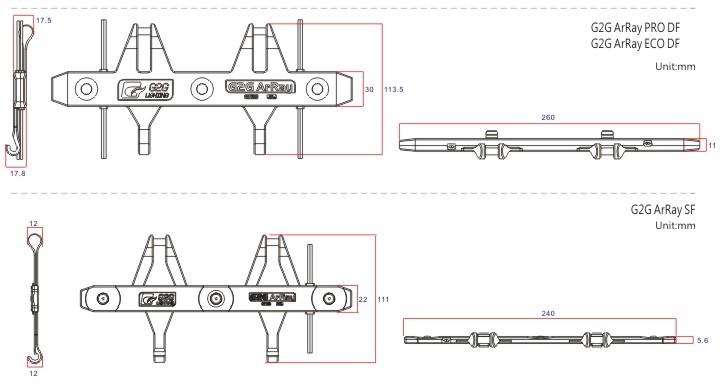 17.5
17.8
G2G
LIGHTING
G2G ArRay
30
113.5
G2G ArRay PRO DF
G2G ArRay ECO DF
Unit:mm
260
11
G2G ArRay SF
Unit:mm
12
12
G2G
LIGHTING
G2G ArRay
22
111
240
5.6